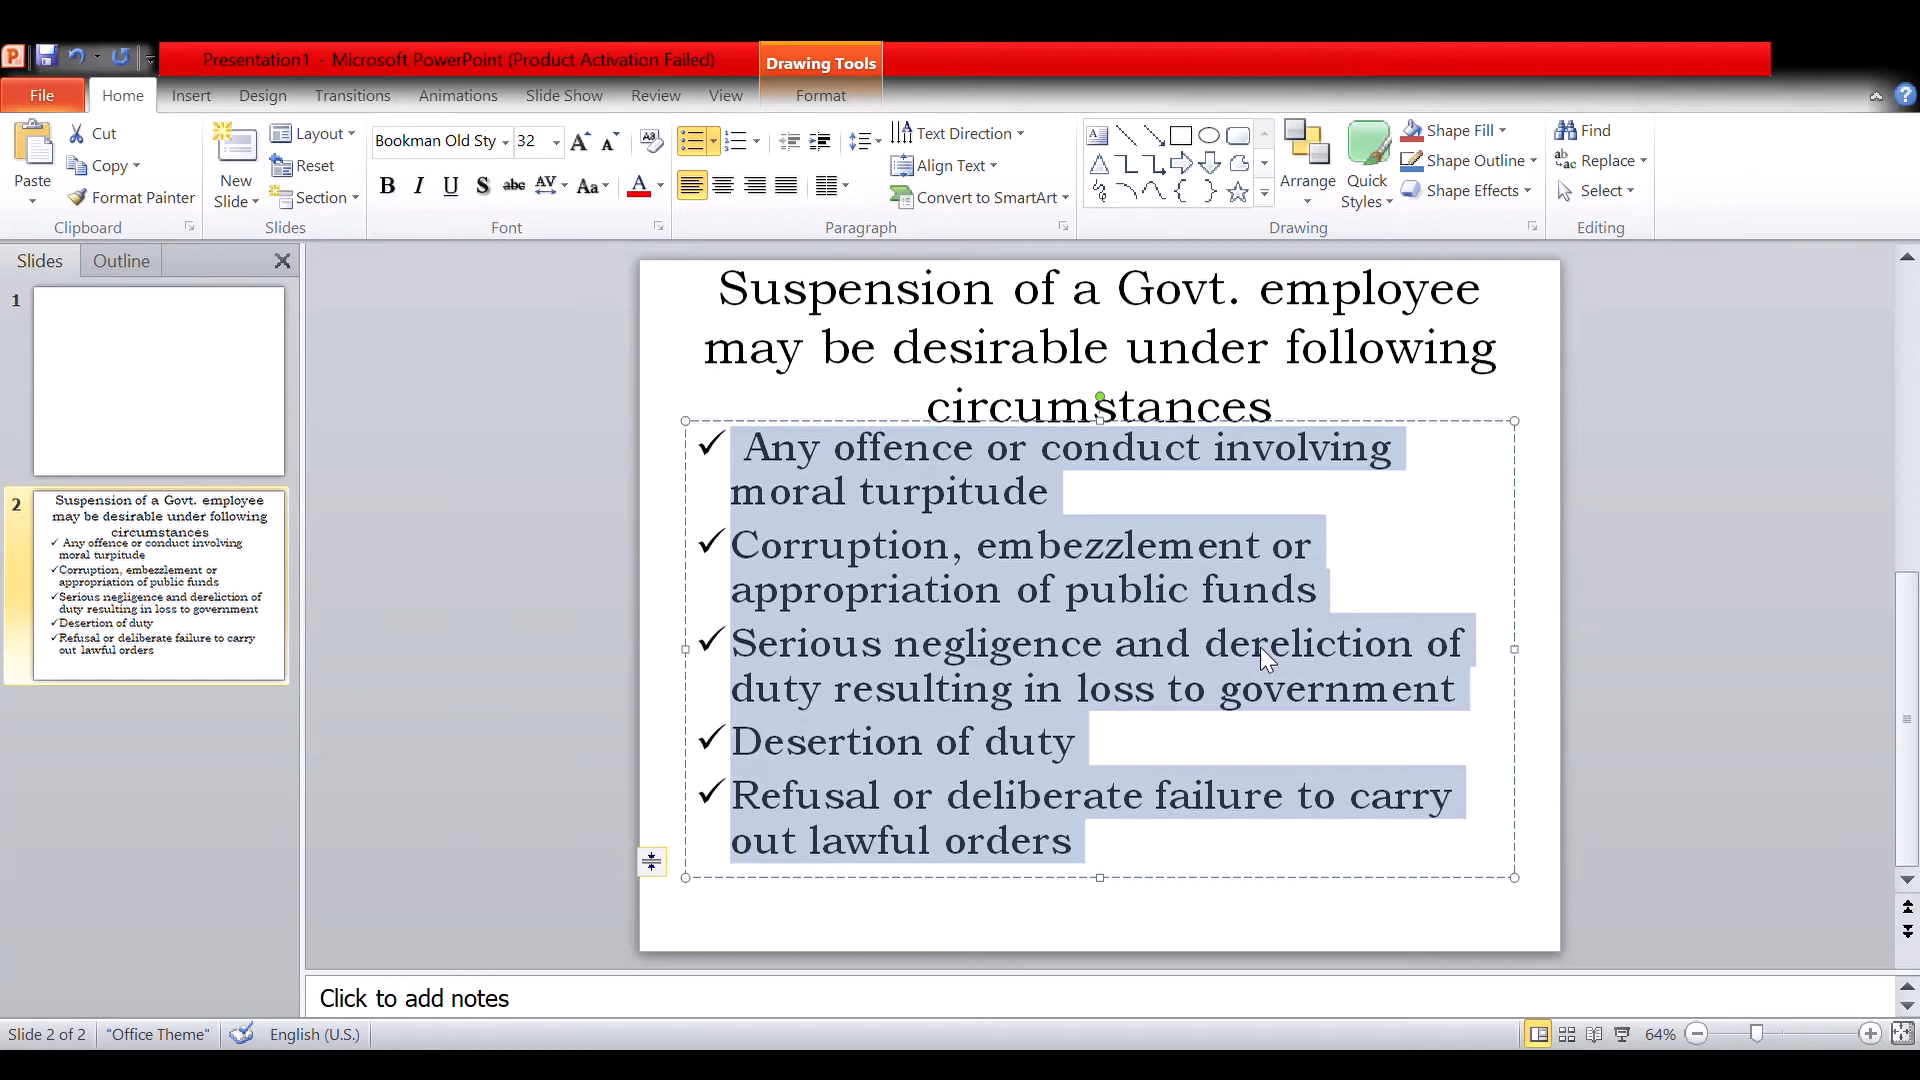 Presentation1 - Microsoft PowerPoint (Product Activation Failed)
Drawing Tools
File
Home
Insert
Design
Transitions
Animations
Slide Show
Review
View
Format
Paste
Cut
Copy
Format Painter
Clipboard
New
Slide
Layout
Reset
Section
Slides
Bookman Old Sty
32
B
I
U
S
abc
AV
Aa
A
Font
Text Direction
Align Text
Convert to SmartArt
Paragraph
Arrange
Quick
Styles
Shape Fill
Shape Outline
Shape Effects
Drawing
Find
Replace
Select
Editing
Slides
Outline
1
2
Suspension of a Govt. employee
may be desirable under following
circumstances
Any offence or conduct involving
moral turpitude
Corruption, embezzlement or
appropriation of public funds
Serious negligence and dereliction of
duty resulting in loss to government
Desertion of duty
Refusal or deliberate failure to carry
out lawful orders
Suspension of a Govt. employee
may be desirable under following
circumstances
✓ Any offence or conduct involving
moral turpitude
✓ Corruption, embezzlement or
appropriation of public funds
✓ Serious negligence and dereliction of
duty resulting in loss to government
✓ Desertion of duty
✓ Refusal or deliberate failure to carry
out lawful orders
Click to add notes
Slide 2 of 2
"Office Theme"
English (U.S.)
64%